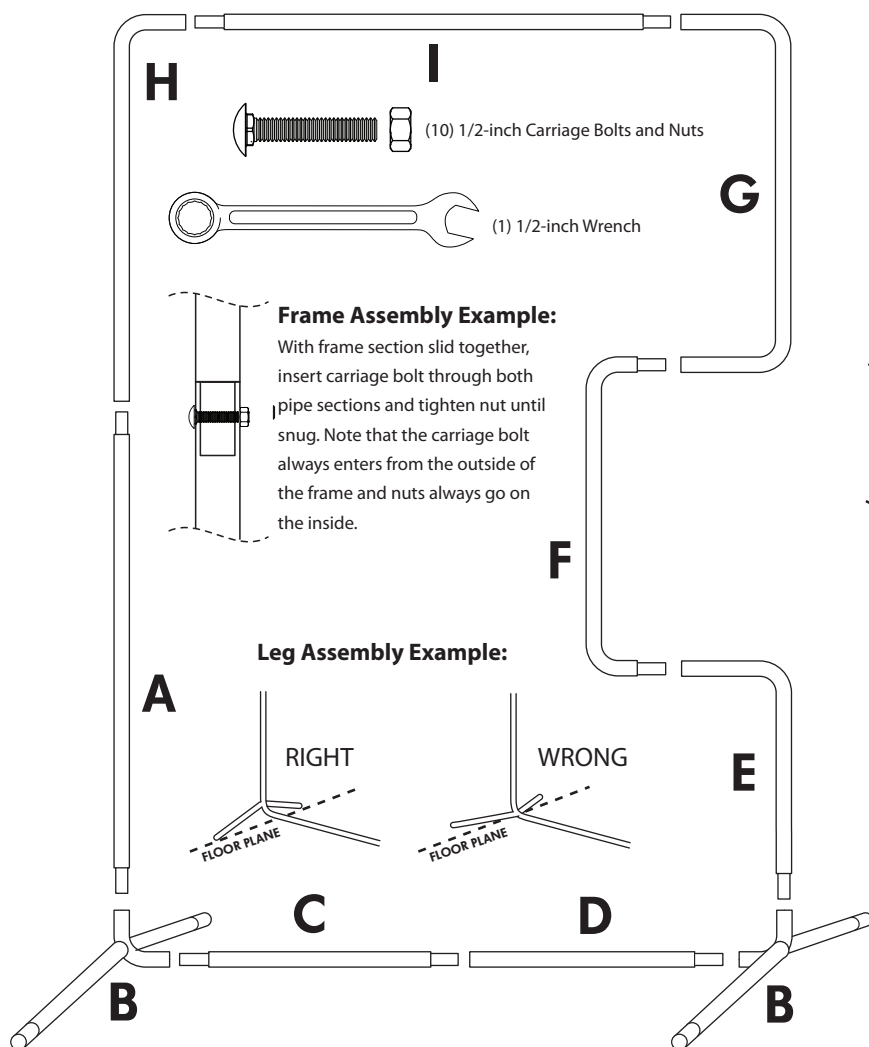 H
I
(10) 1/2-inch Carriage Bolts and Nuts
G
(1) 1/2-inch Wrench
Frame Assembly Example:
With frame section slid together,
insert carriage bolt through both
pipe sections and tighten nut until
snug. Note that the carriage bolt
always enters from the outside of
the frame and nuts always go on
the inside.
F
Leg Assembly Example:
A
RIGHT
WRONG
E
FLOOR PLANE
FLOOR PLANE
C
D
B
B